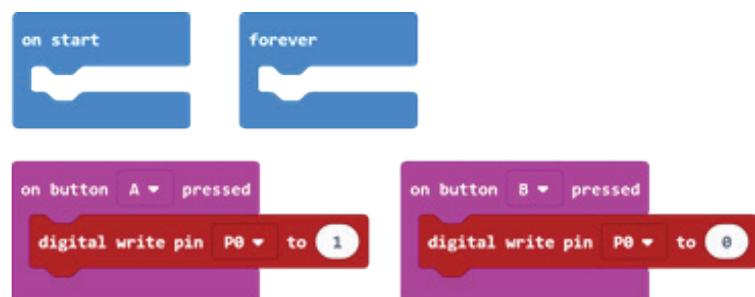 on start
forever
on button A pressed
digital write pin P0 to 1
on button B pressed
digital write pin P0 to 0